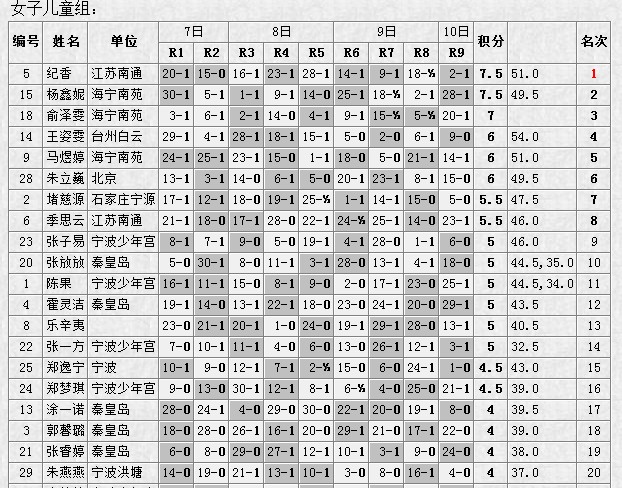 女子儿童组：
编号 姓名 单位 7日 8日 9日 10日 积分 名次
R1 R2 R3 R4 R5 R6 R7 R8 R9
5 纪香 江苏南通 20-1 15-0 16-1 23-1 28-1 14-1 9-1 18-½ 2-1 7.5 51.0 1
15 杨鑫妮 海宁南苑 30-1 5-1 1-1 9-1 14-0 25-1 18-½ 2-1 28-1 7.5 49.5 2
18 俞泽雯 海宁南苑 3-1 6-1 2-1 14-0 4-1 9-1 15-½ 5-½ 20-1 7 3
14 王姿雯 台州白云 29-1 4-1 28-1 18-1 15-1 5-0 2-0 6-1 9-0 6 54.0 4
9 马煜婷 海宁南苑 24-1 25-1 23-1 15-0 1-1 18-0 5-0 21-1 14-1 6 51.0 5
28 朱立巍 北京 13-1 3-1 14-0 6-1 5-0 20-1 23-1 8-1 15-0 6 49.5 6
2 堵慈源 石家庄宁源 17-1 12-1 18-0 19-1 25-½ 1-1 14-1 15-0 5-0 5.5 47.5 7
6 季思云 江苏南通 21-1 18-0 17-1 28-0 22-1 24-½ 25-1 14-0 23-1 5.5 46.0 8
23 张子易 宁波少年宫 8-1 7-1 9-0 5-0 19-1 4-1 28-0 1-1 6-0 5 46.0 9
20 张放放 秦皇岛 5-0 30-1 8-0 11-1 3-1 28-0 13-1 4-1 18-0 5 44.5,35.0 10
1 陈果 宁波少年宫 16-1 11-1 15-0 8-1 9-0 2-0 17-1 23-0 25-1 5 44.5,34.0 11
4 霍灵洁 秦皇岛 19-1 14-0 13-1 22-1 18-0 23-0 24-1 20-0 29-1 5 43.5 12
8 乐辛夷 23-0 21-1 20-1 1-0 24-0 19-1 29-1 28-0 13-1 5 40.5 13
22 张一方 宁波少年宫 7-0 10-1 11-1 4-0 6-0 13-0 26-1 12-1 3-1 5 32.5 14
25 郑逸宁 宁波 10-1 9-0 12-1 7-1 2-½ 15-0 6-0 24-1 1-0 4.5 43.0 15
24 郑梦琪 宁波少年宫 9-0 13-0 30-1 12-1 8-1 6-½ 4-0 25-0 21-1 4.5 39.0 16
13 涂一诺 秦皇岛 28-0 24-1 4-0 29-0 30-0 22-1 20-0 19-1 8-0 4 39.5 17
3 郭馨璐 秦皇岛 18-0 28-0 26-1 16-1 20-0 29-1 21-0 17-1 22-0 4 39.0 18
21 张睿婷 秦皇岛 6-0 8-0 29-0 27-1 12-1 10-1 3-1 9-0 24-0 4 38.0 19
29 朱燕燕 宁波洪塘 14-0 19-0 21-1 13-1 10-1 3-0 8-0 16-1 4-0 4 37.0 20